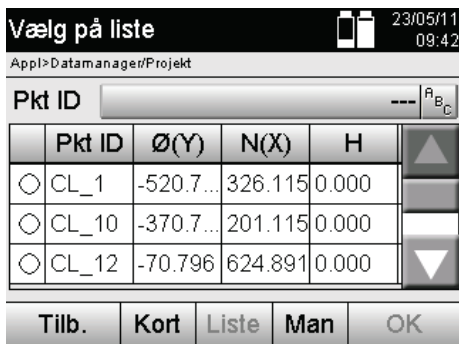 Vælg på liste 23/05/11
09:42
Appl>Datamanager/Projekt
Pkt ID --- ABC
Pkt ID Ø(Y) N(X) H
CL_1 -520.7... 326.115 0.000
CL_10 -370.7... 201.115 0.000
CL_12 -70.796 624.891 0.000
Tilb. Kort Liste Man OK